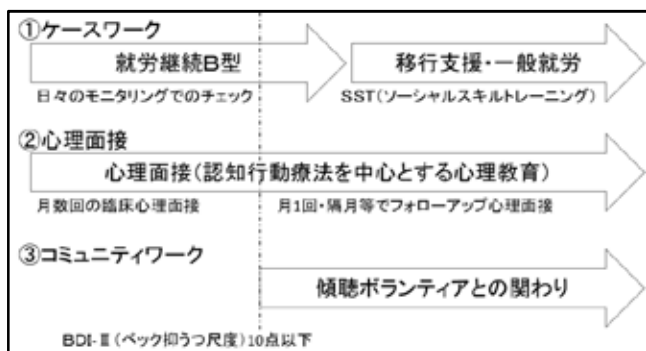 ①ケースワーク
就労継続B型 移行支援・一般就労
日々のモニタリングでのチェック SST(ソーシャルスキルトレーニング)
②心理面接
心理面接(認知行動療法を中心とする心理教育)
月数回の臨床心理面接 月1回・隔月等でフォローアップ心理面接
③コミュニティワーク
傾聴ボランティアとの関わり
BDI-Ⅱ(ベック抑うつ尺度)10点以下